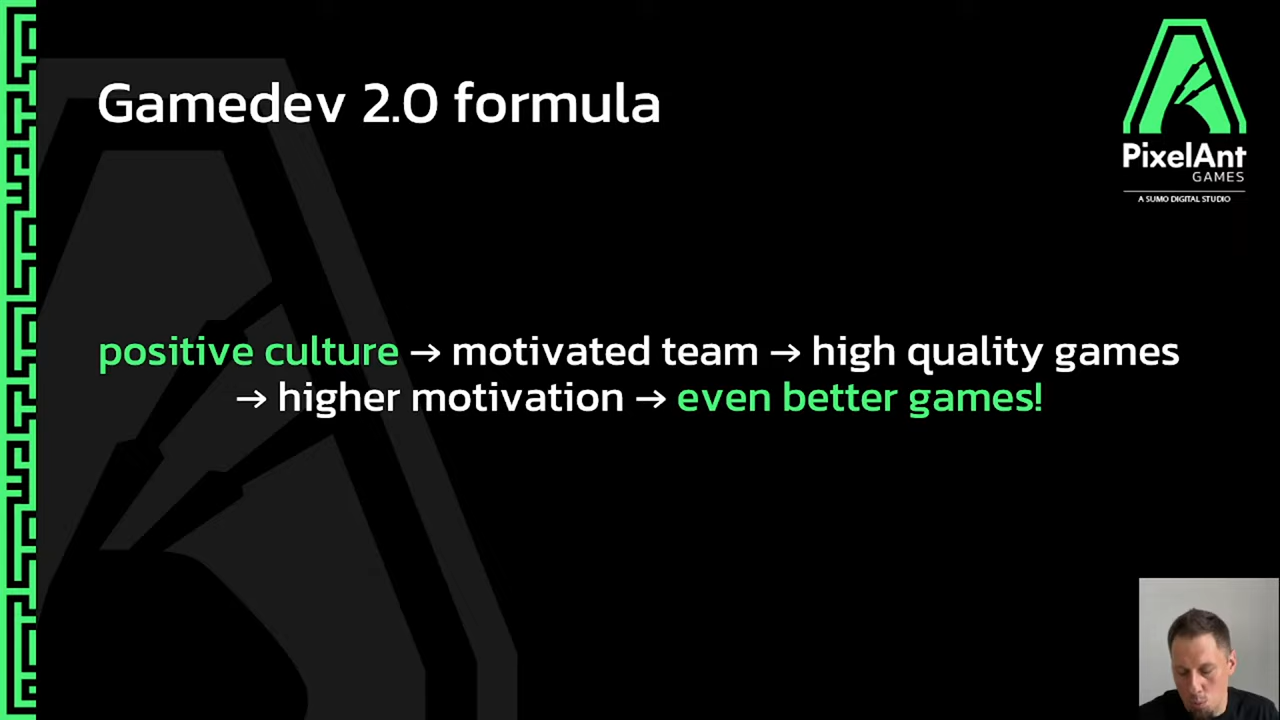 Gamedev 2.0 formula
PixelAnt
GAMES
A SUMO DIGITAL STUDIO
positive culture → motivated team → high quality games
→ higher motivation → even better games!